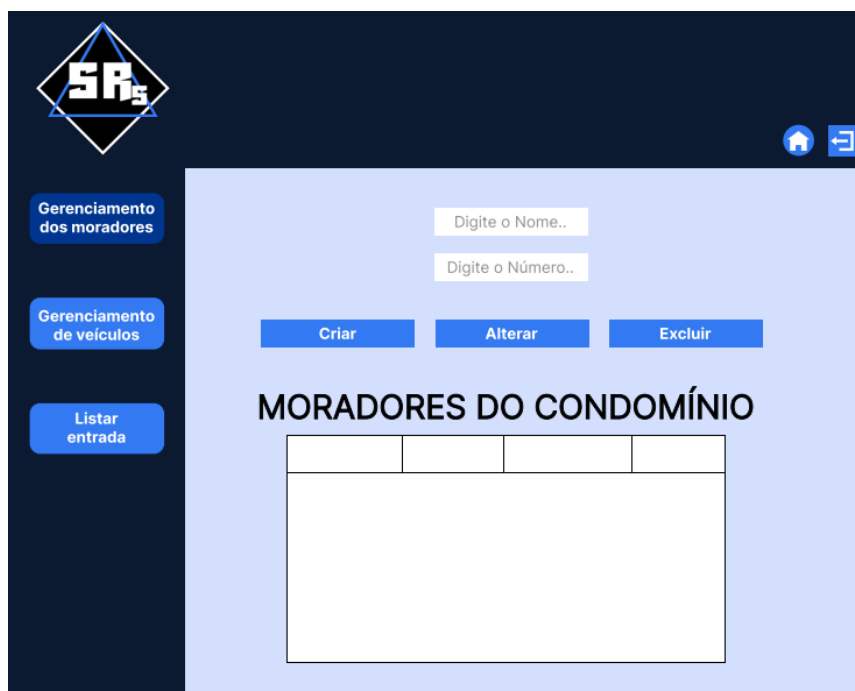 SRs
Gerenciamento
dos moradores
Gerenciamento
de veículos
Listar
entrada
Digite o Nome..
Digite o Número..
Criar
Alterar
Excluir
MORADORES DO CONDOMÍNIO